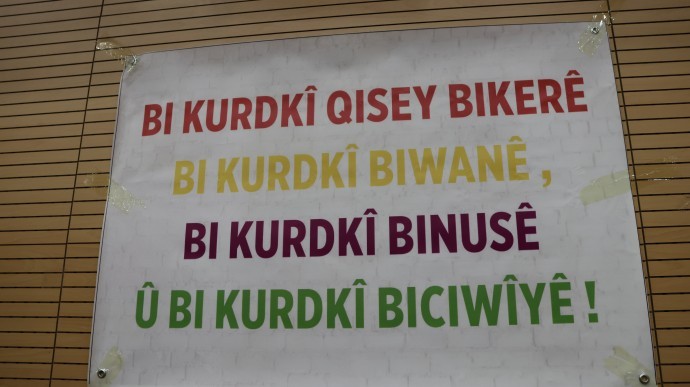 BI KURDKÎ QISEY BIKERÊ
BI KURDKÎ BIWANÊ ,
BI KURDKÎ BINUSÊ
Û BI KURDKÎ BICIWÎYÊ !